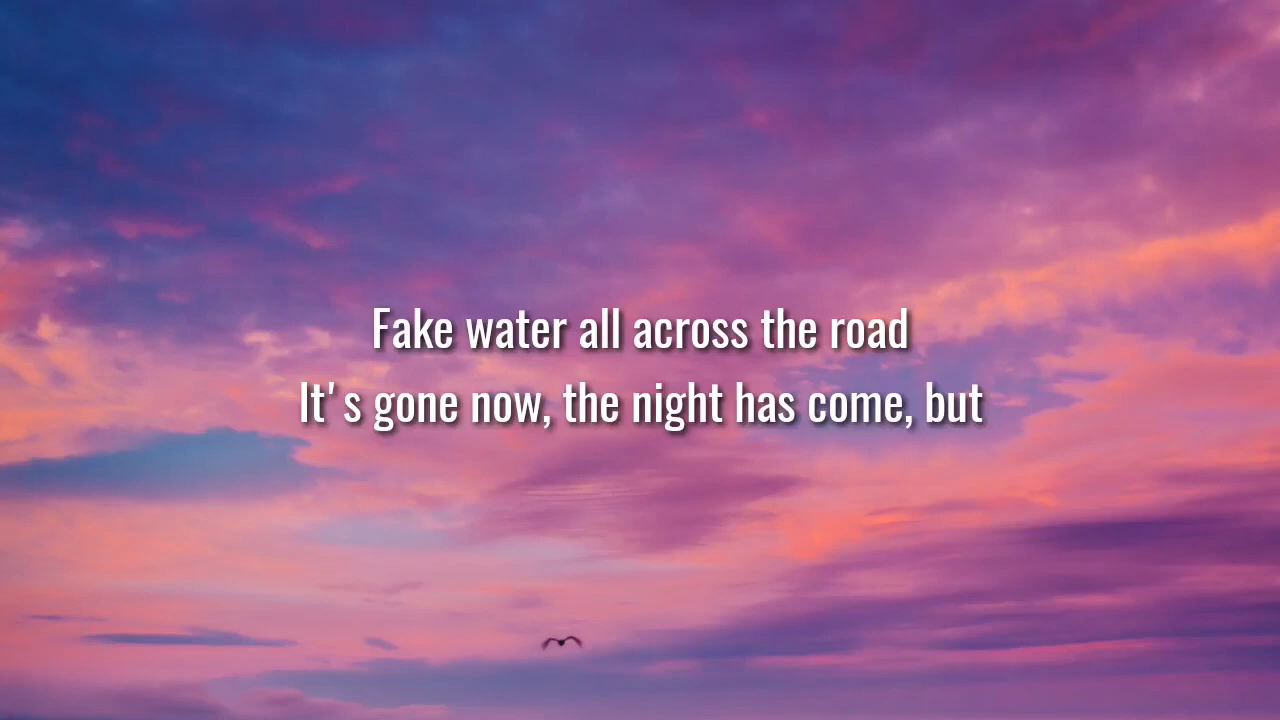 Fake water all across the road
It's gone now, the night has come, but